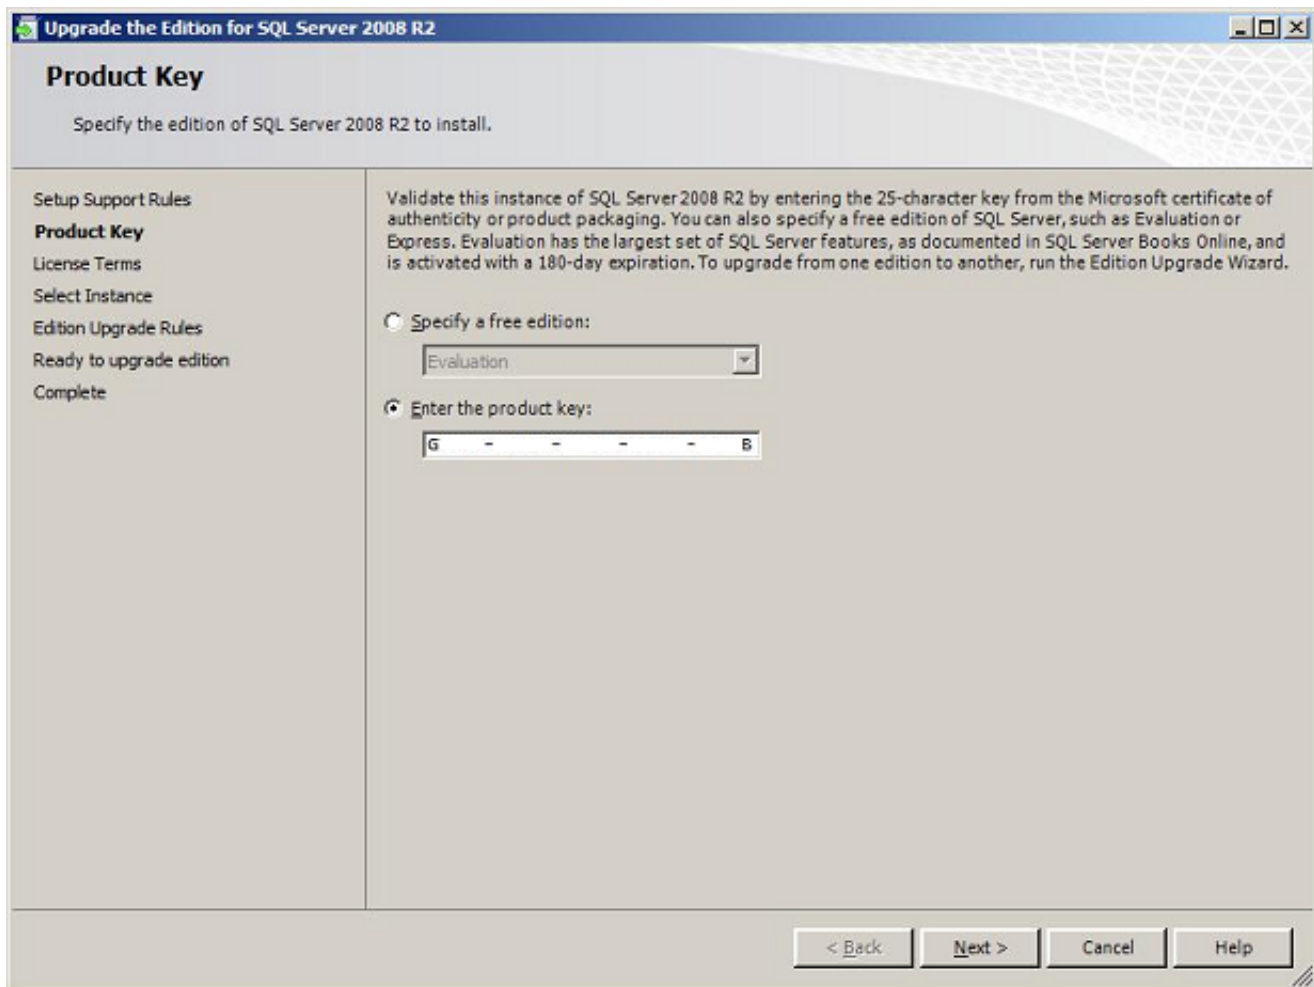 Upgrade the Edition for SQL Server 2008 R2
Product Key
Specify the edition of SQL Server 2008 R2 to install.
Setup Support Rules
Product Key
License Terms
Select Instance
Edition Upgrade Rules
Ready to upgrade edition
Complete
Validate this instance of SQL Server 2008 R2 by entering the 25-character key from the Microsoft certificate of
authenticity or product packaging. You can also specify a free edition of SQL Server, such as Evaluation or
Express. Evaluation has the largest set of SQL Server features, as documented in SQL Server Books Online, and
is activated with a 180-day expiration. To upgrade from one edition to another, run the Edition Upgrade Wizard.
Specify a free edition:
Evaluation
Enter the product key:
G - - - - B
< Back Next > Cancel Help